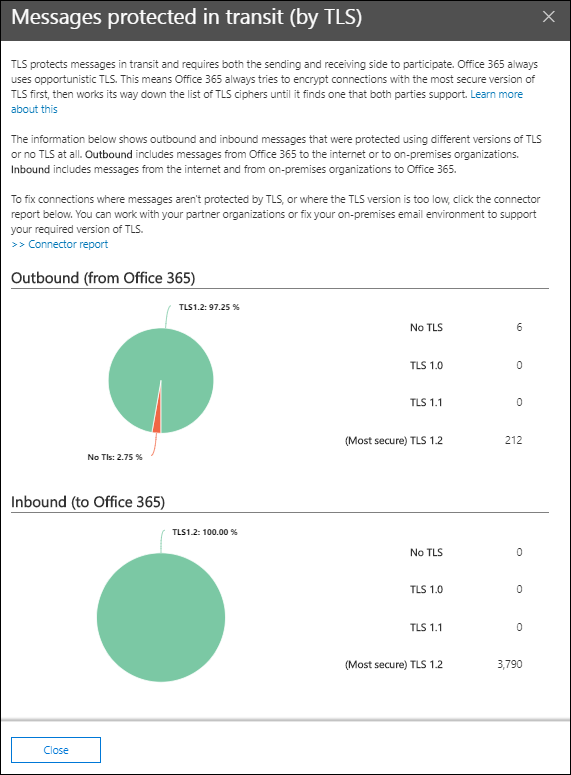 Messages protected in transit (by TLS)
TLS protects messages in transit and requires both the sending and receiving side to participate. Office 365 always
uses opportunistic TLS. This means Office 365 always tries to encrypt connections with the most secure version of
TLS first, then works its way down the list of TLS ciphers until it finds one that both parties support. Learn more
about this
The information below shows outbound and inbound messages that were protected using different versions of TLS
or no TLS at all. Outbound includes messages from Office 365 to the internet or to on-premises organizations.
Inbound includes messages from the internet and from on-premises organizations to Office 365.
To fix connections where messages aren't protected by TLS, or where the TLS version is too low, click the connector
report below. You can work with your partner organizations or fix your on-premises email environment to support
your required version of TLS.
>> Connector report
Outbound (from Office 365)
TLS1.2: 97.25 %
No Tls: 2.75 %
No TLS 6
TLS 1.0 0
TLS 1.1 0
(Most secure) TLS 1.2 212
Inbound (to Office 365)
TLS1.2: 100.00 %
No TLS 0
TLS 1.0 0
TLS 1.1 0
(Most secure) TLS 1.2 3,790
Close